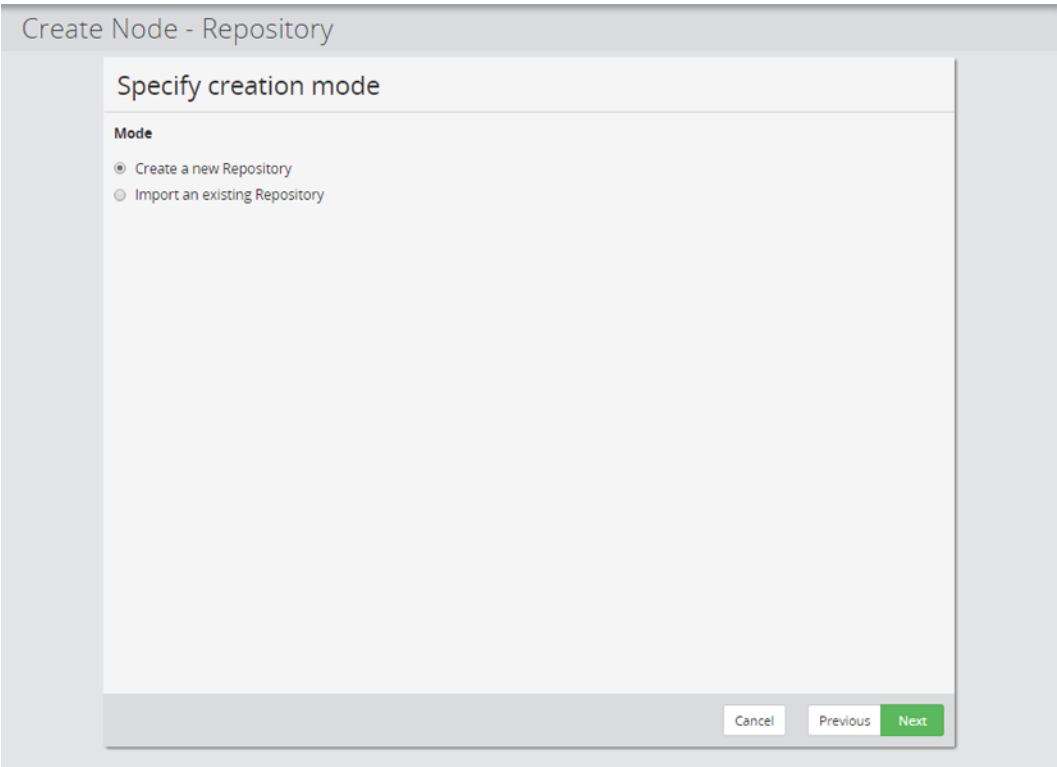 Create Node - Repository
Specify creation mode
Mode
Create a new Repository
Import an existing Repository
Cancel Previous Next